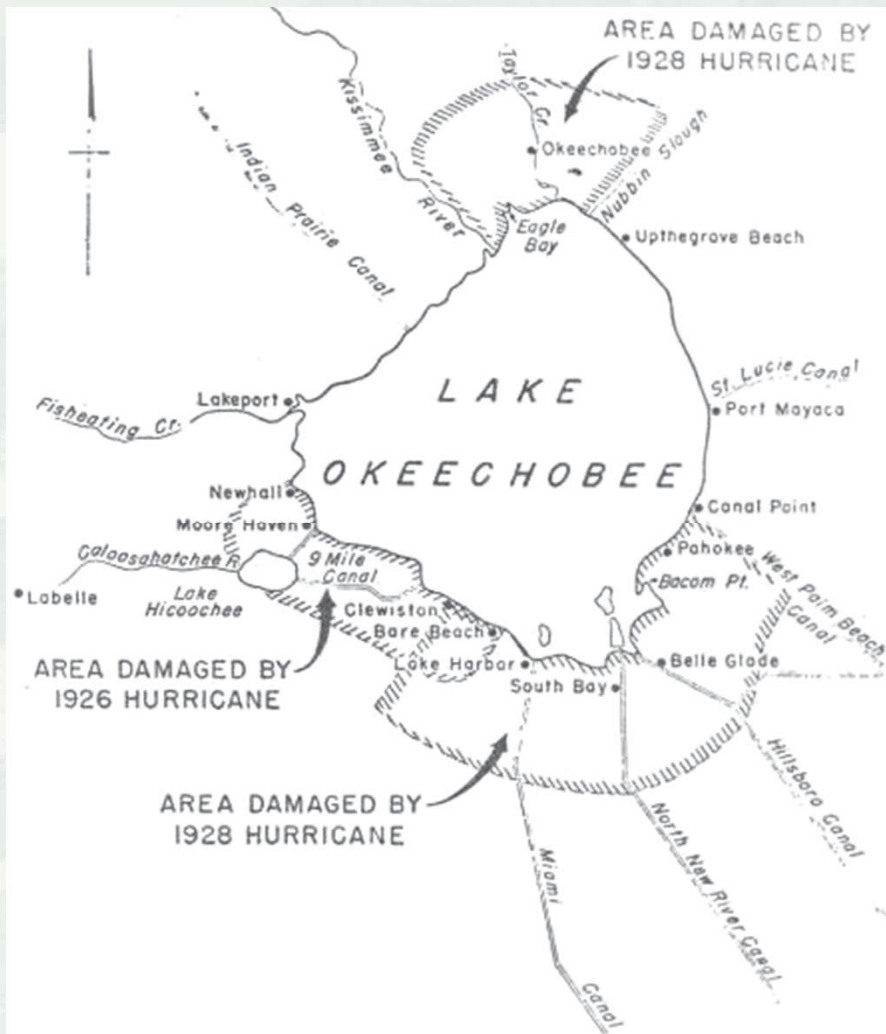 AREA DAMAGED BY
1928 HURRICANE
Taylor Cr.
Kissimmee
River
Indian Prairie Canal
Okeechobee
Nubbin Slough
Eagle
Bay
Upthegrove Beach
LAKE
OKEECHOBEE
St. Lucie Canal
Port Mayaca
Lakeport
Fisheating Cr.
Newhall
Moore Haven
Canal Point
Pahokee
Bacom Pt.
West Palm Beach
Canal
Caloosahatchee R.
9 Mile
Canal
Labelle
Lake
Hicoochee
Clewiston
Bare Beach
Lake Harbor
South Bay
Belle Glade
AREA DAMAGED BY
1926 HURRICANE
AREA DAMAGED BY
1928 HURRICANE
Hillsboro Canal
North New River Canal
Miami
Canal